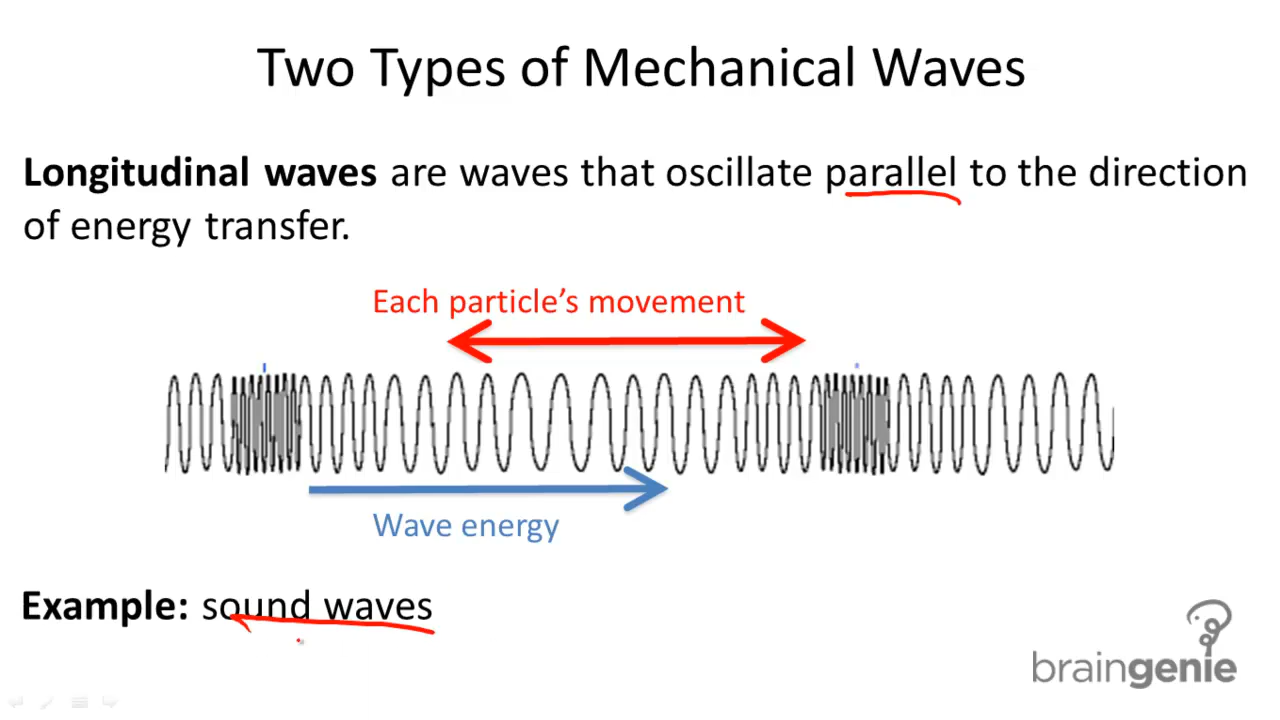 Two Types of Mechanical Waves
Longitudinal waves are waves that oscillate parallel to the direction
of energy transfer.
Each particle’s movement
Wave energy
Example: sound waves
braingenie